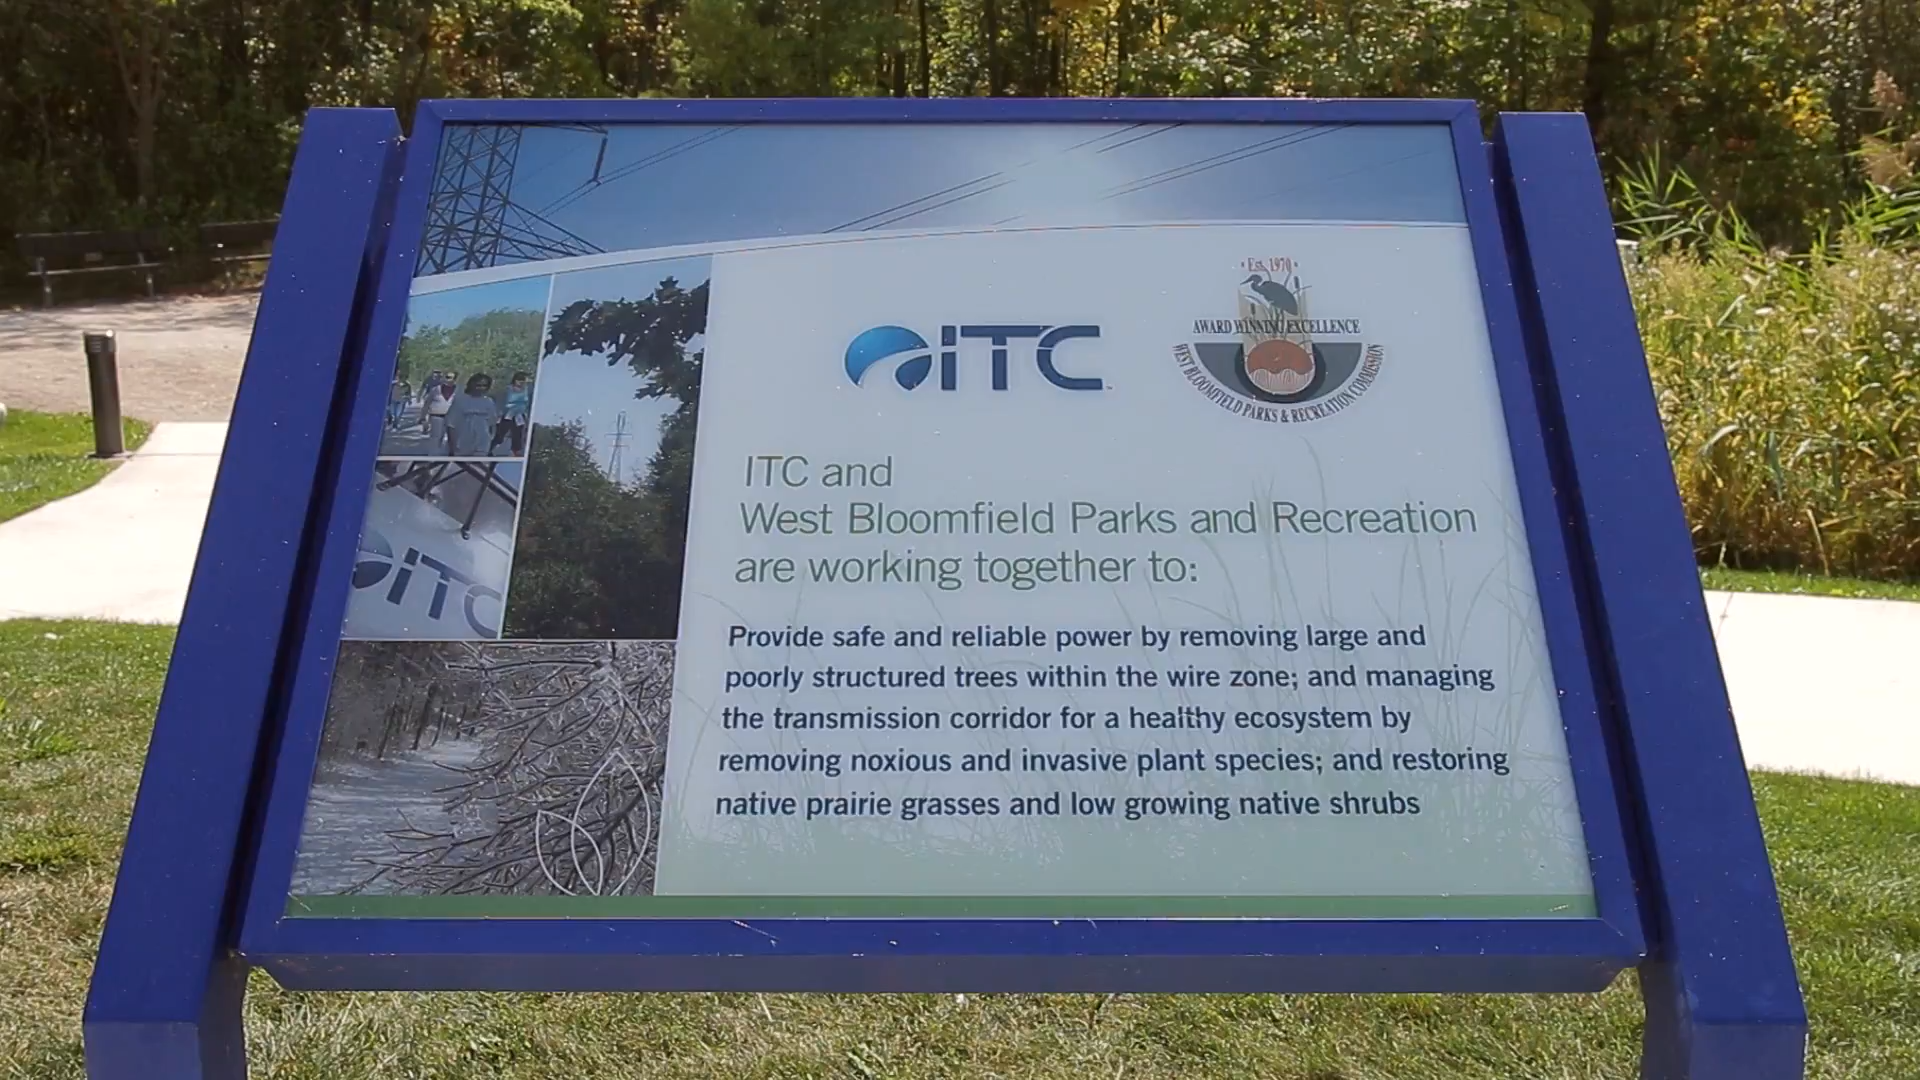 • Est. 1970 •
ITC
AWARD WINNING EXCELLENCE
WEST BLOOMFIELD PARKS & RECREATION COMMISSION
ITC and
West Bloomfield Parks and Recreation
are working together to:
ITC
Provide safe and reliable power by removing large and
poorly structured trees within the wire zone; and managing
the transmission corridor for a healthy ecosystem by
removing noxious and invasive plant species; and restoring
native prairie grasses and low growing native shrubs